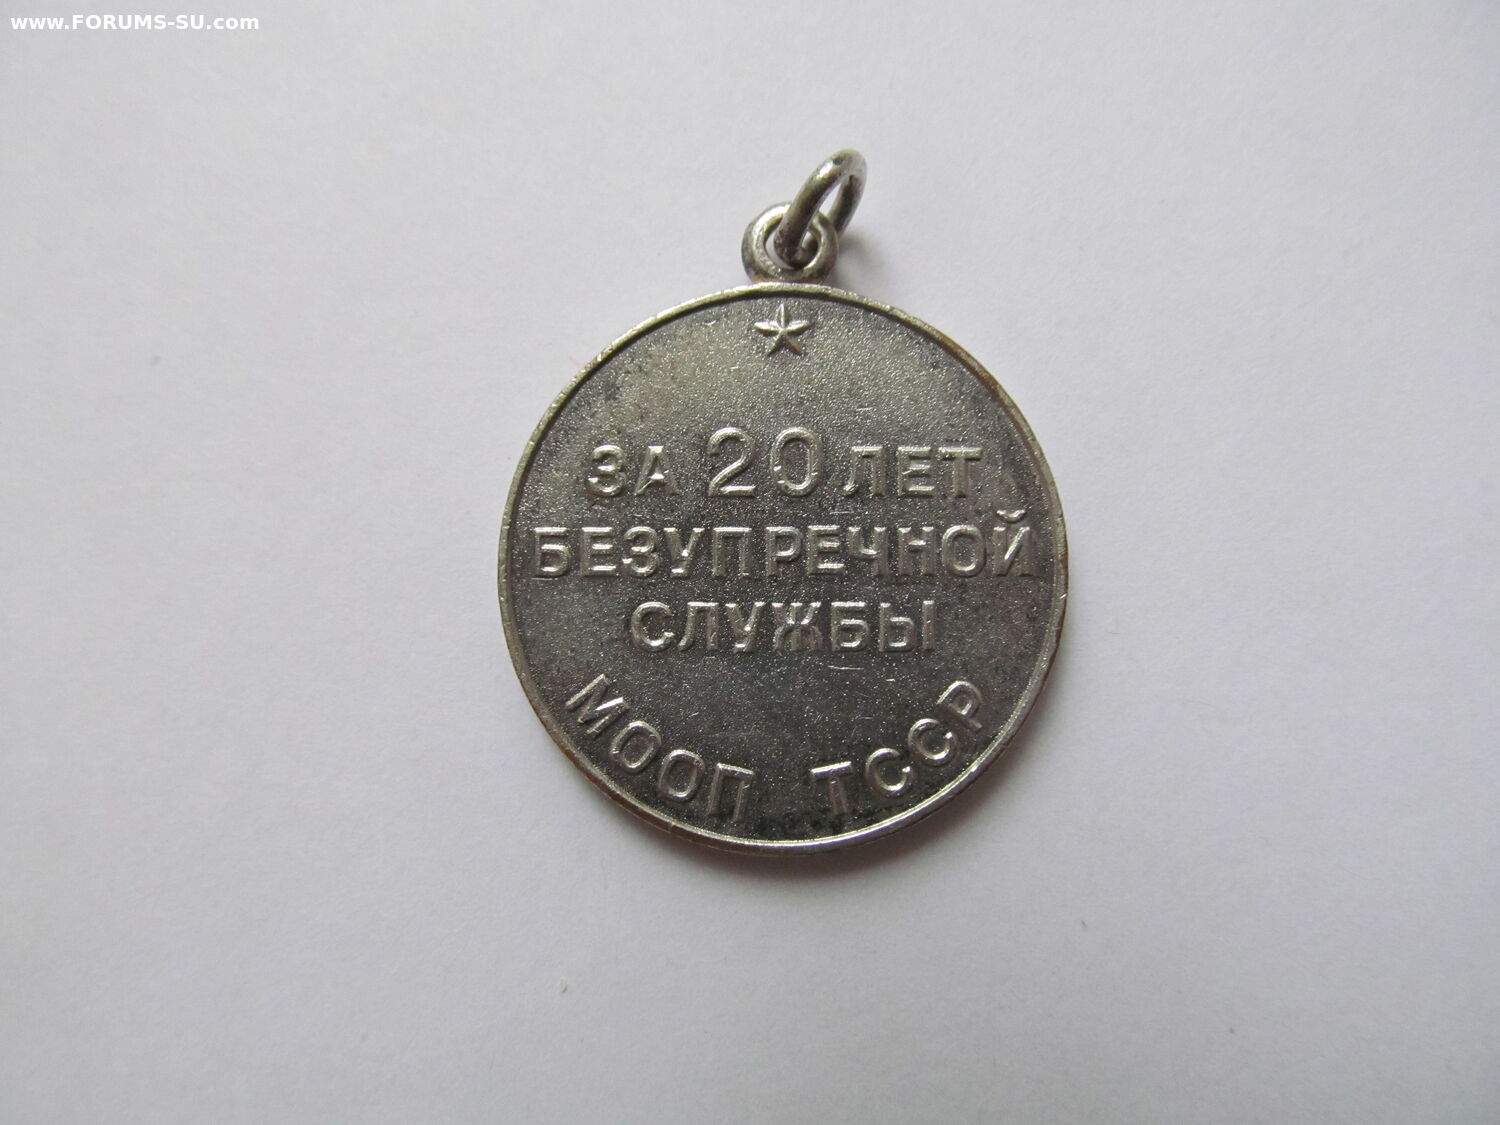 www.FORUMS-SU.com
ЗА 20 ЛЕТ
БЕЗУПРЕЧНОЙ
СЛУЖБЫ
МООП ТССР